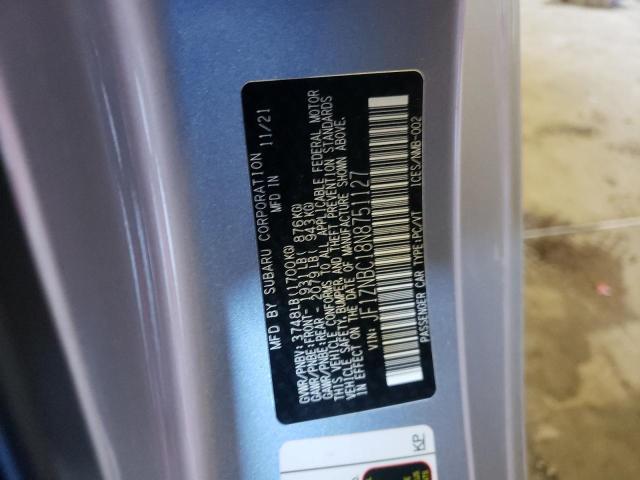 MFD BY SUBARU CORPORATION 11/21
MFD IN
GVWR/PNBV: 3748LB(1700KG)
GAWR/PNBE:FRONT- 1931LB( 876KG)
GAWR/PNBE:REAR - 2079LB( 943KG)
THIS VEHICLE CONFORMS TO ALL APPLICABLE FEDERAL MOTOR
VEHICLE SAFETY, BUMPER, AND THEFT PREVENTION STANDARDS
IN EFFECT ON THE DATE OF MANUFACTURE SHOWN ABOVE.
VIN: JF1ZNBC18N8751127
PASSENGER CAR TYPE:PC/VT
ICES/NMB-002
KP